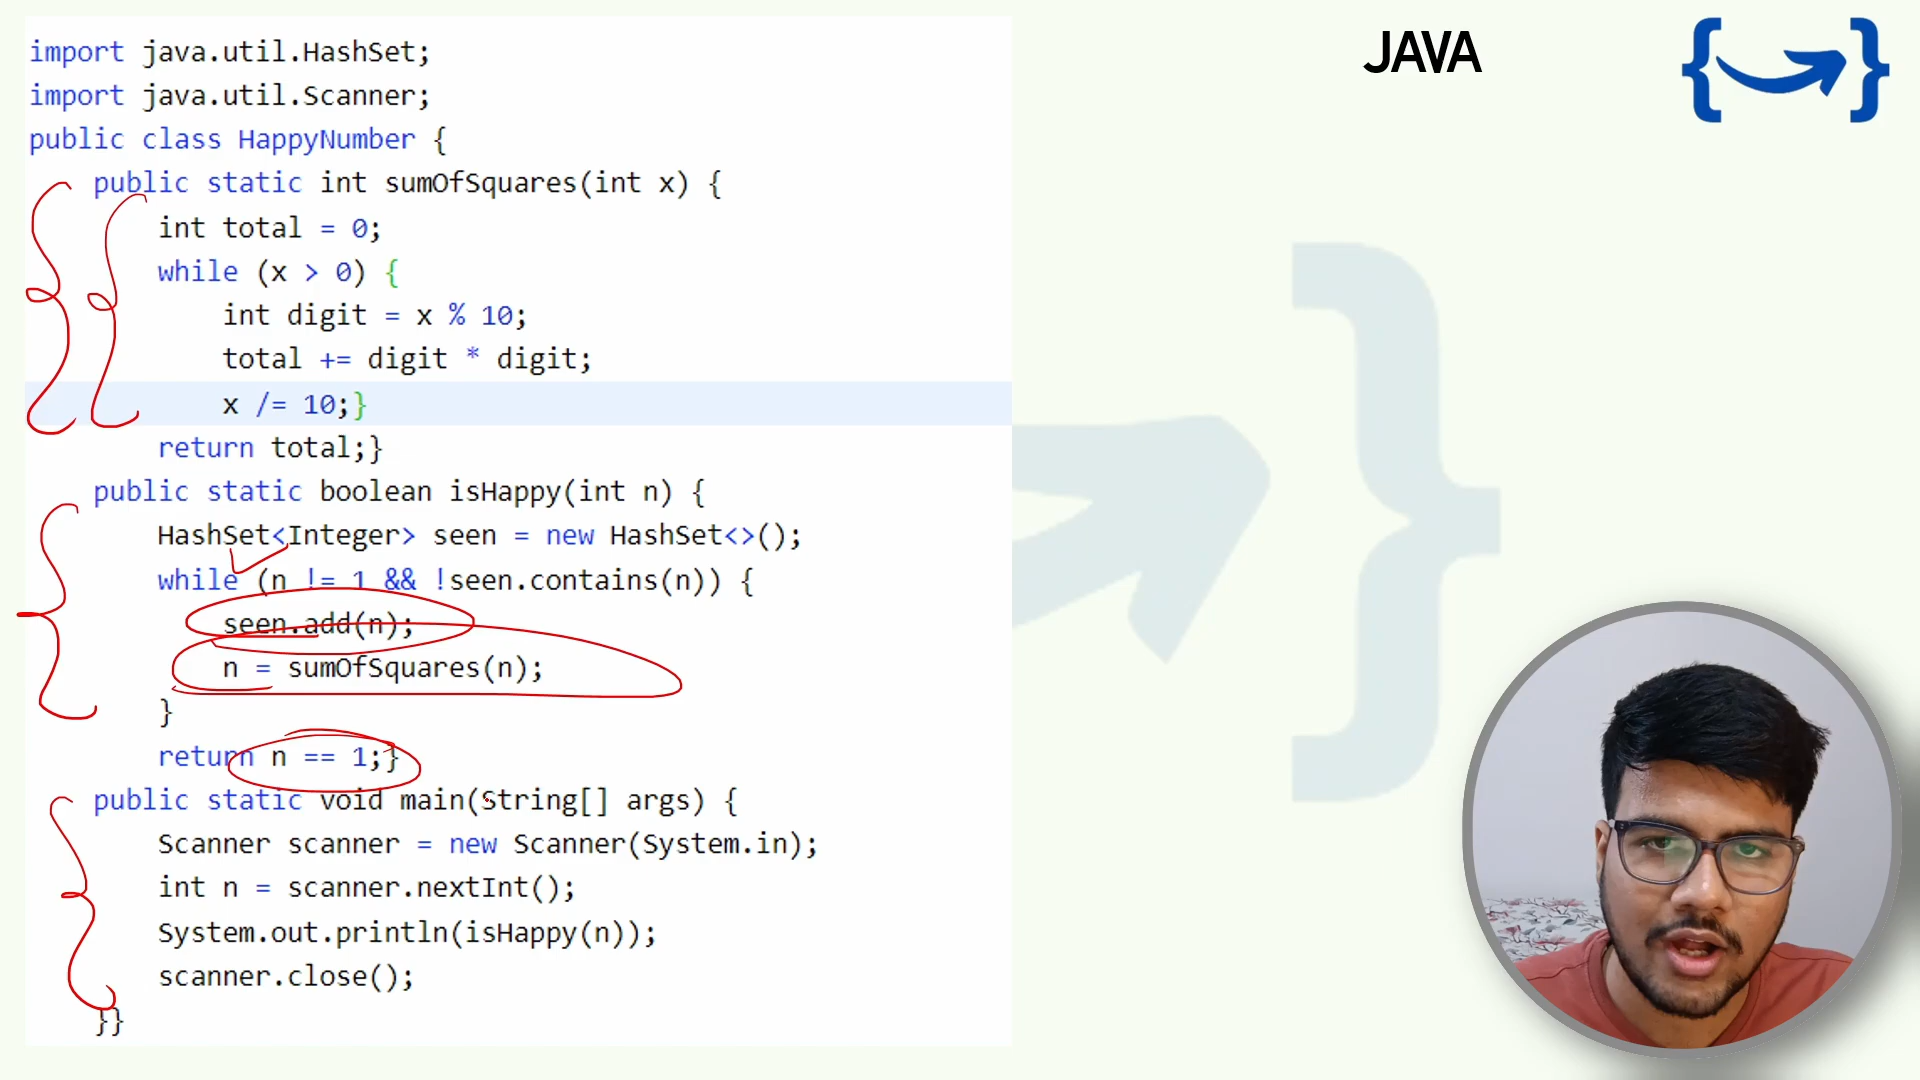 import java.util.HashSet;
import java.util.Scanner;
public class HappyNumber {
    public static int sumOfSquares(int x) {
        int total = 0;
        while (x > 0) {
            int digit = x % 10;
            total += digit * digit;
            x /= 10;}
        return total;}
    public static boolean isHappy(int n) {
        HashSet<Integer> seen = new HashSet<>();
        while (n != 1 && !seen.contains(n)) {
            seen.add(n);
            n = sumOfSquares(n);
        }
        return n == 1;}
    public static void main(String[] args) {
        Scanner scanner = new Scanner(System.in);
        int n = scanner.nextInt();
        System.out.println(isHappy(n));
        scanner.close();
    }}
JAVA